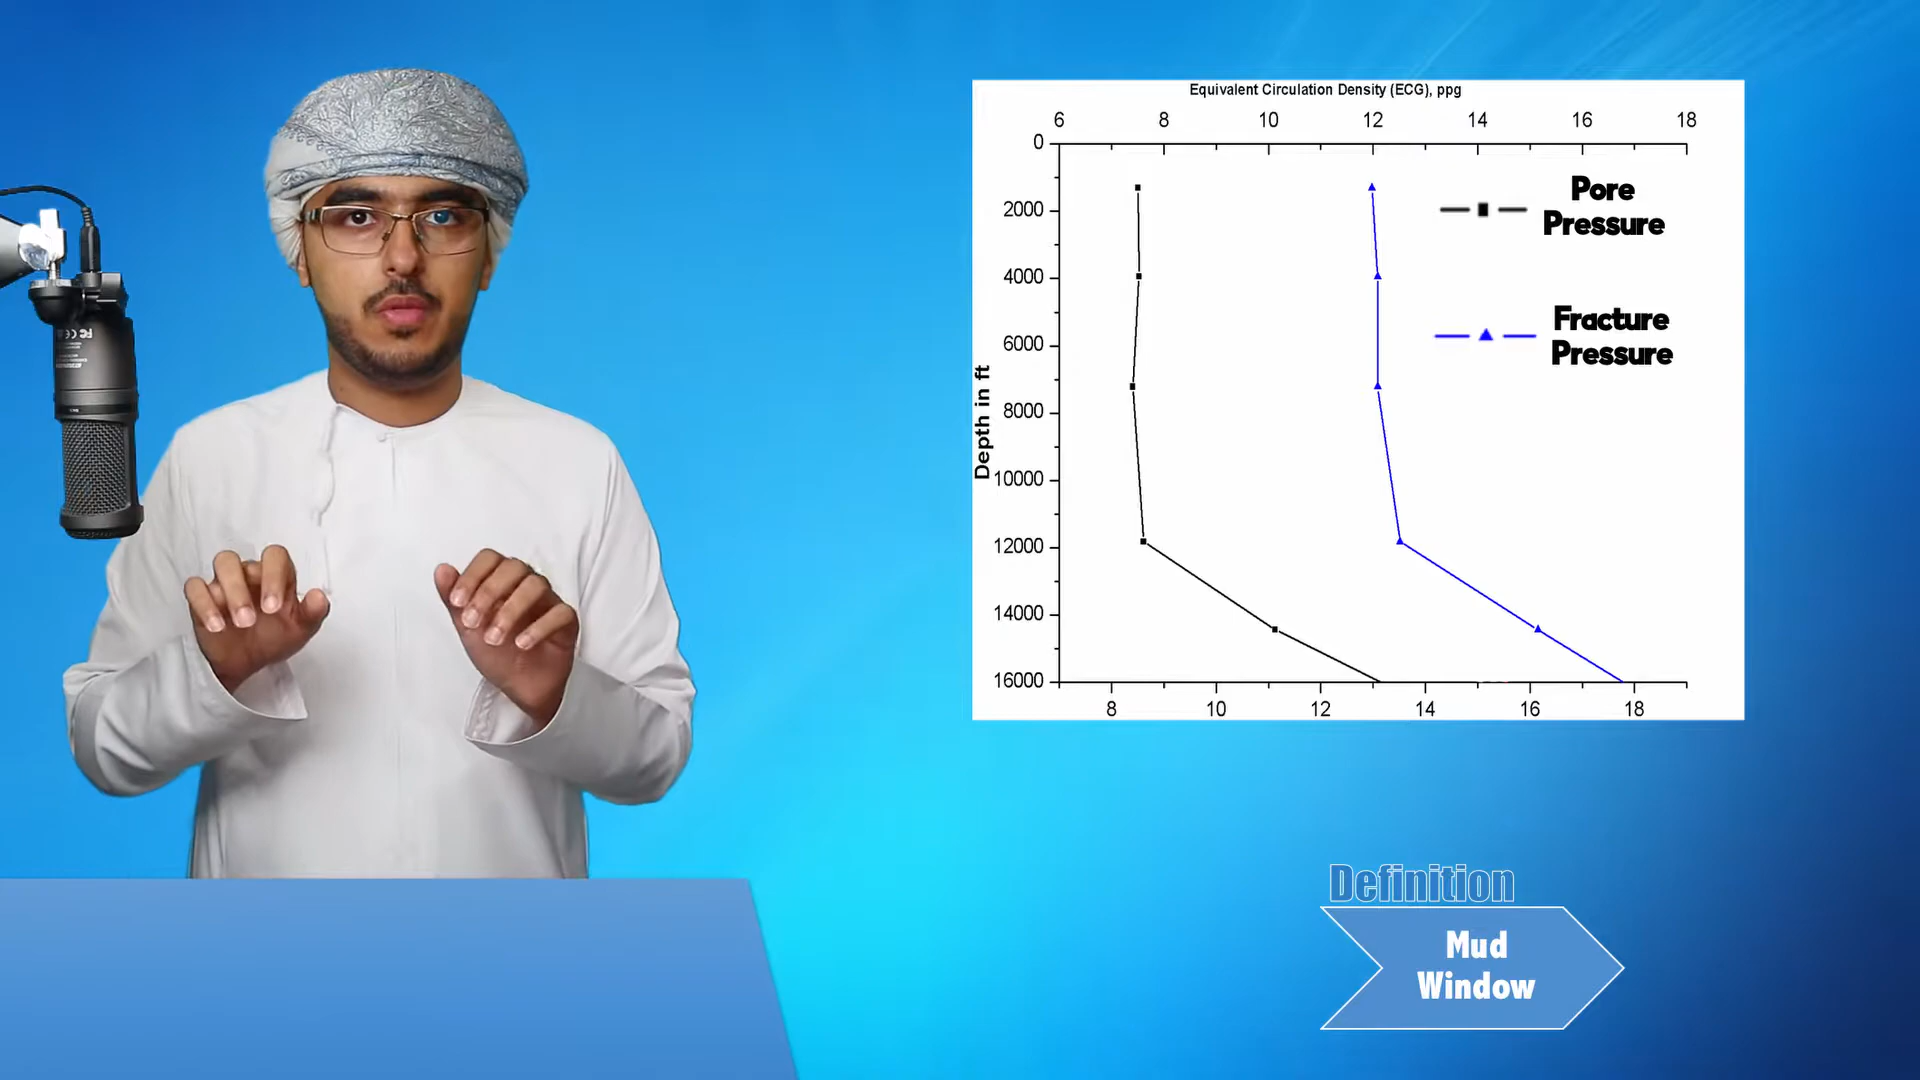 Equivalent Circulation Density (ECG), ppg
6 8 10 12 14 16 18
0
2000
4000
6000
8000
10000
12000
14000
16000
Depth in ft
8 10 12 14 16 18
Pore
Pressure
Fracture
Pressure
Definition
Mud
Window